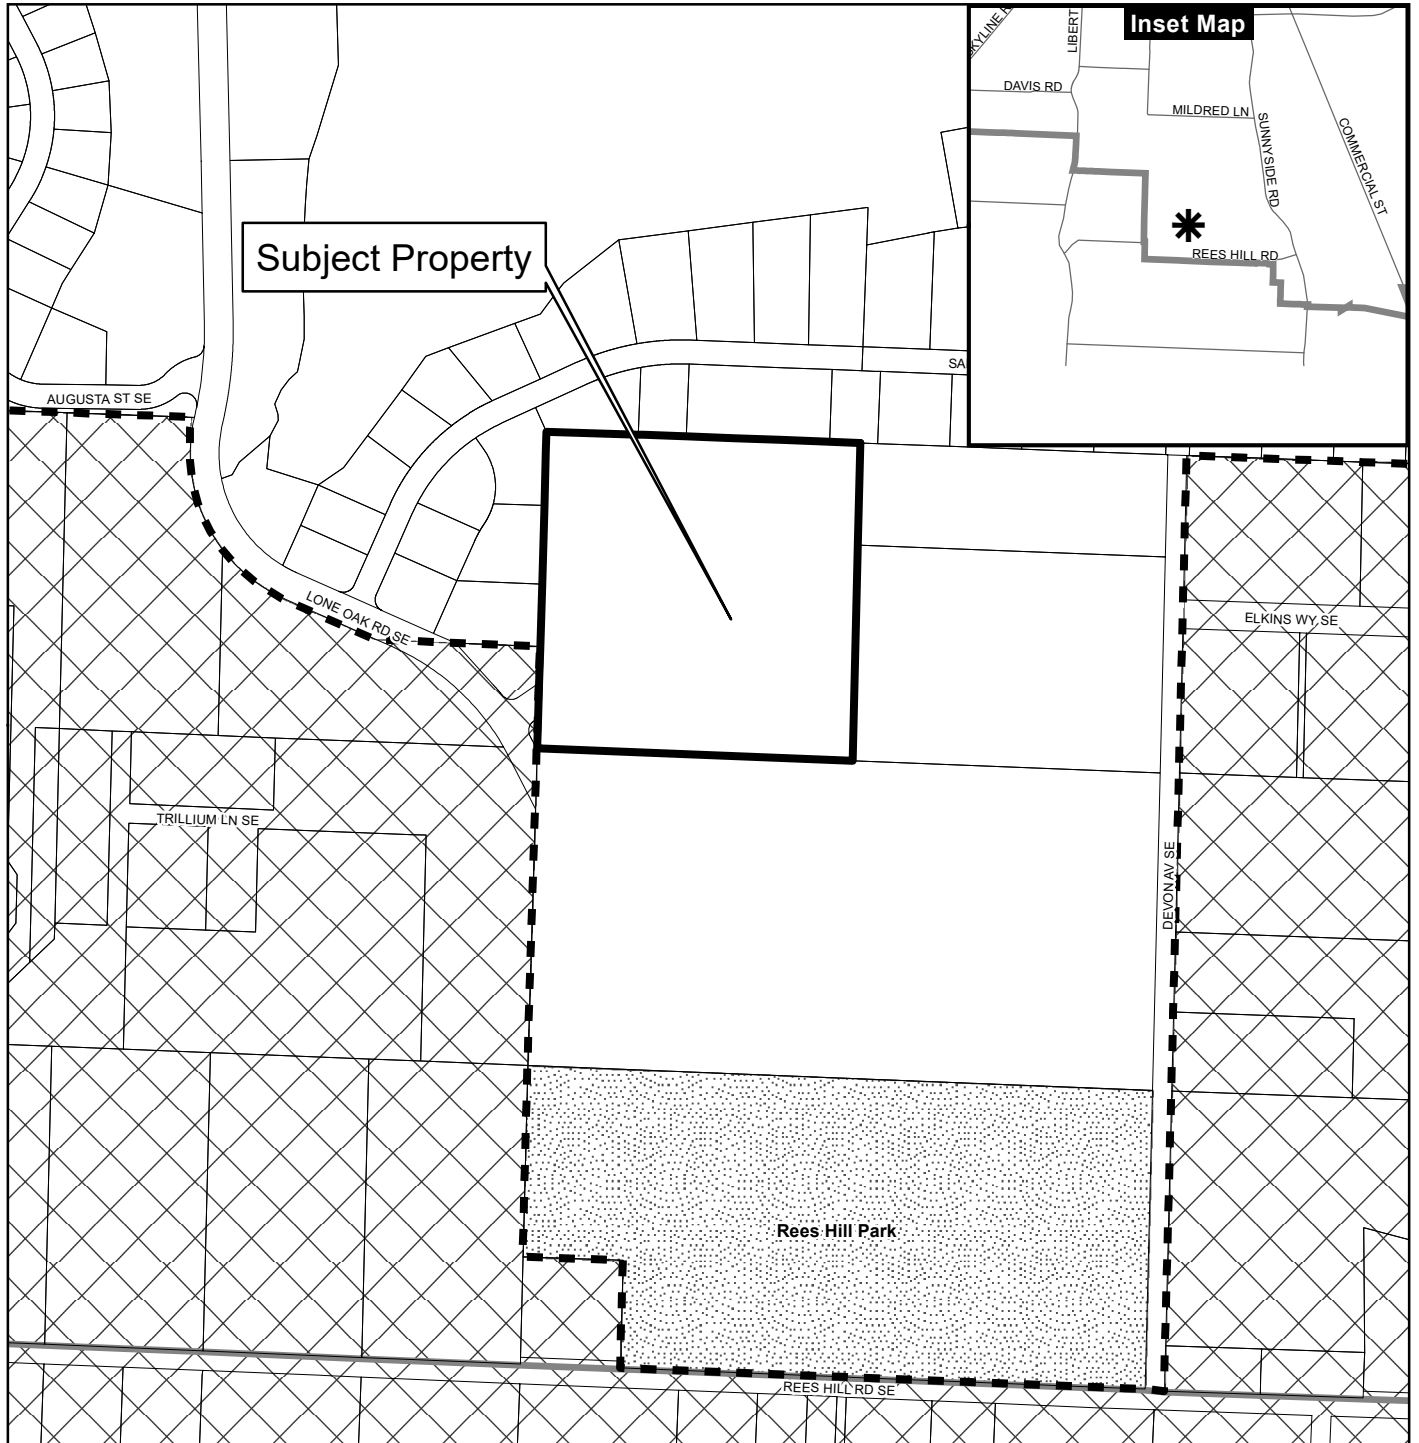 Inset Map
LIBERT
DAVIS RD
MILDRED LN
SUNNYSIDE RD
COMMERCIAL ST
REES HILL RD
Subject Property
SA
AUGUSTA ST SE
LONE OAK RD SE
ELKINS WY SE
TRILLIUM LN SE
DEVON AV SE
Rees Hill Park
REES HILL RD SE